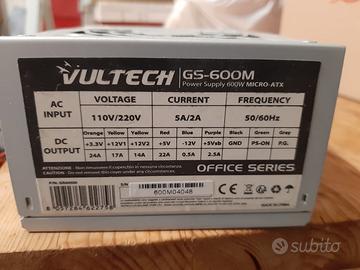 VULTECH GS-600M
Power Supply 600W MICRO-ATX
AC INPUT VOLTAGE CURRENT FREQUENCY
110V/220V 5A/2A 50/60Hz
DC OUTPUT Orange Yellow Yellow Red Blue Purple Black Green Gray
+3.3V +12V1 +12V2 +5V -12V +5Vsb GND PS-ON P.G.
24A 17A 14A 22A 0.5A 2.5A
OFFICE SERIES
S/N
600M04048
MADE IN CHINA
subito